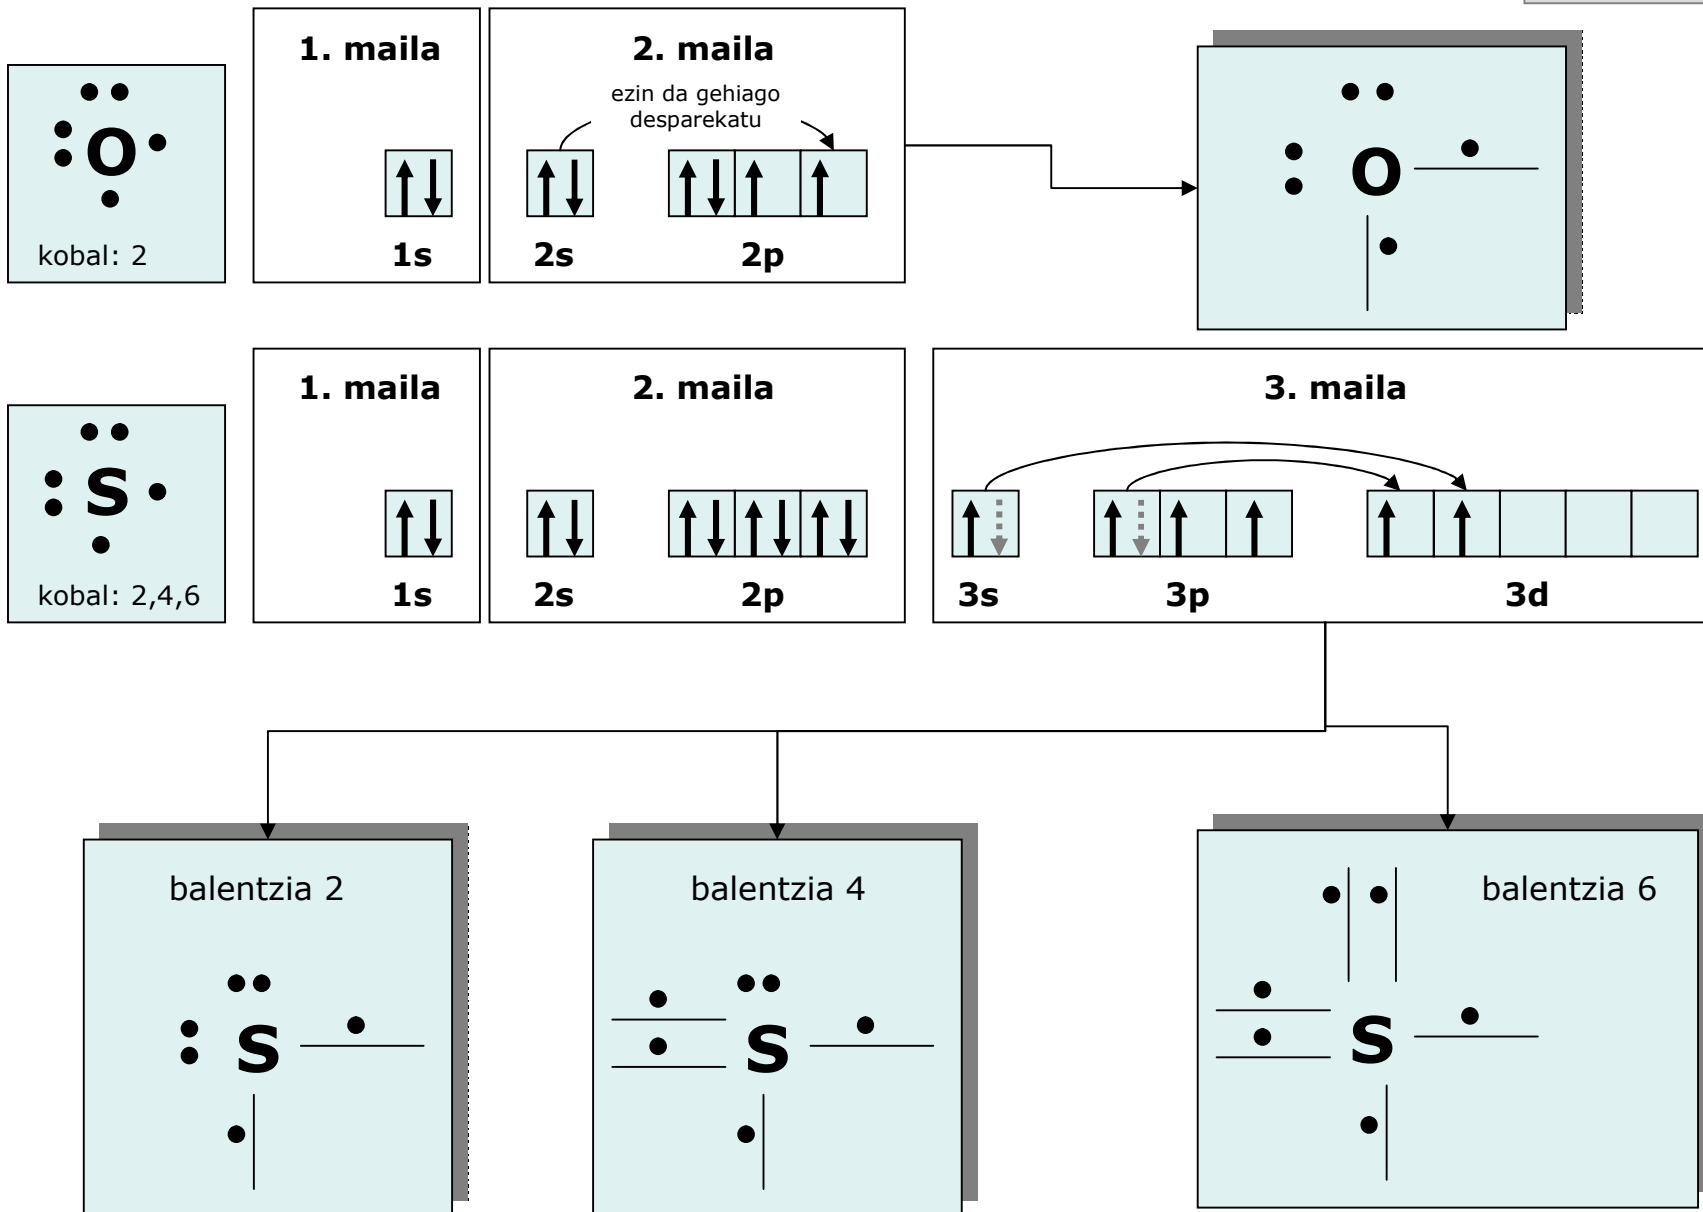 1. maila
2. maila
ezin da gehiago
desparekatu
O
kobal: 2
1s
2s
2p
O
1. maila
2. maila
3. maila
S
kobal: 2,4,6
1s
2s
2p
3s
3p
3d
balentzia 2
S
balentzia 4
S
balentzia 6
S